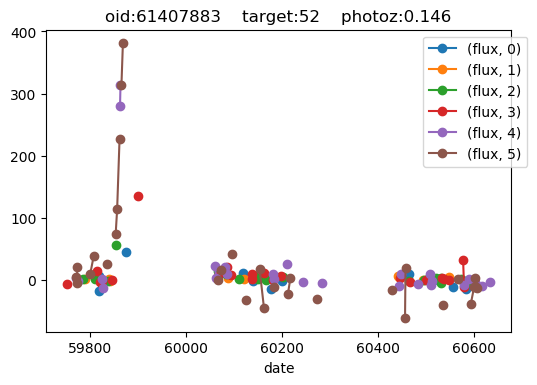 oid:61407883 target:52 photoz:0.146
400
300
200
100
0
59800 60000 60200 60400 60600
date
(flux, 0)
(flux, 1)
(flux, 2)
(flux, 3)
(flux, 4)
(flux, 5)